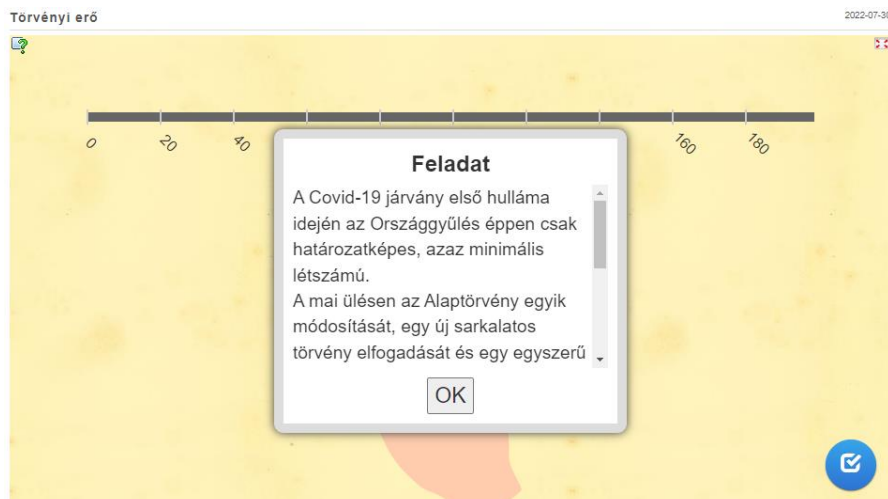 Törvényi erő
2022-07-30
0
20
40
160
180
Feladat
A Covid-19 járvány első hulláma
idején az Országgyűlés éppen csak
határozatképes, azaz minimális
létszámú.
A mai ülésen az Alaptörvény egyik
módosítását, egy új sarkalatos
törvény elfogadását és egy egyszerű
OK